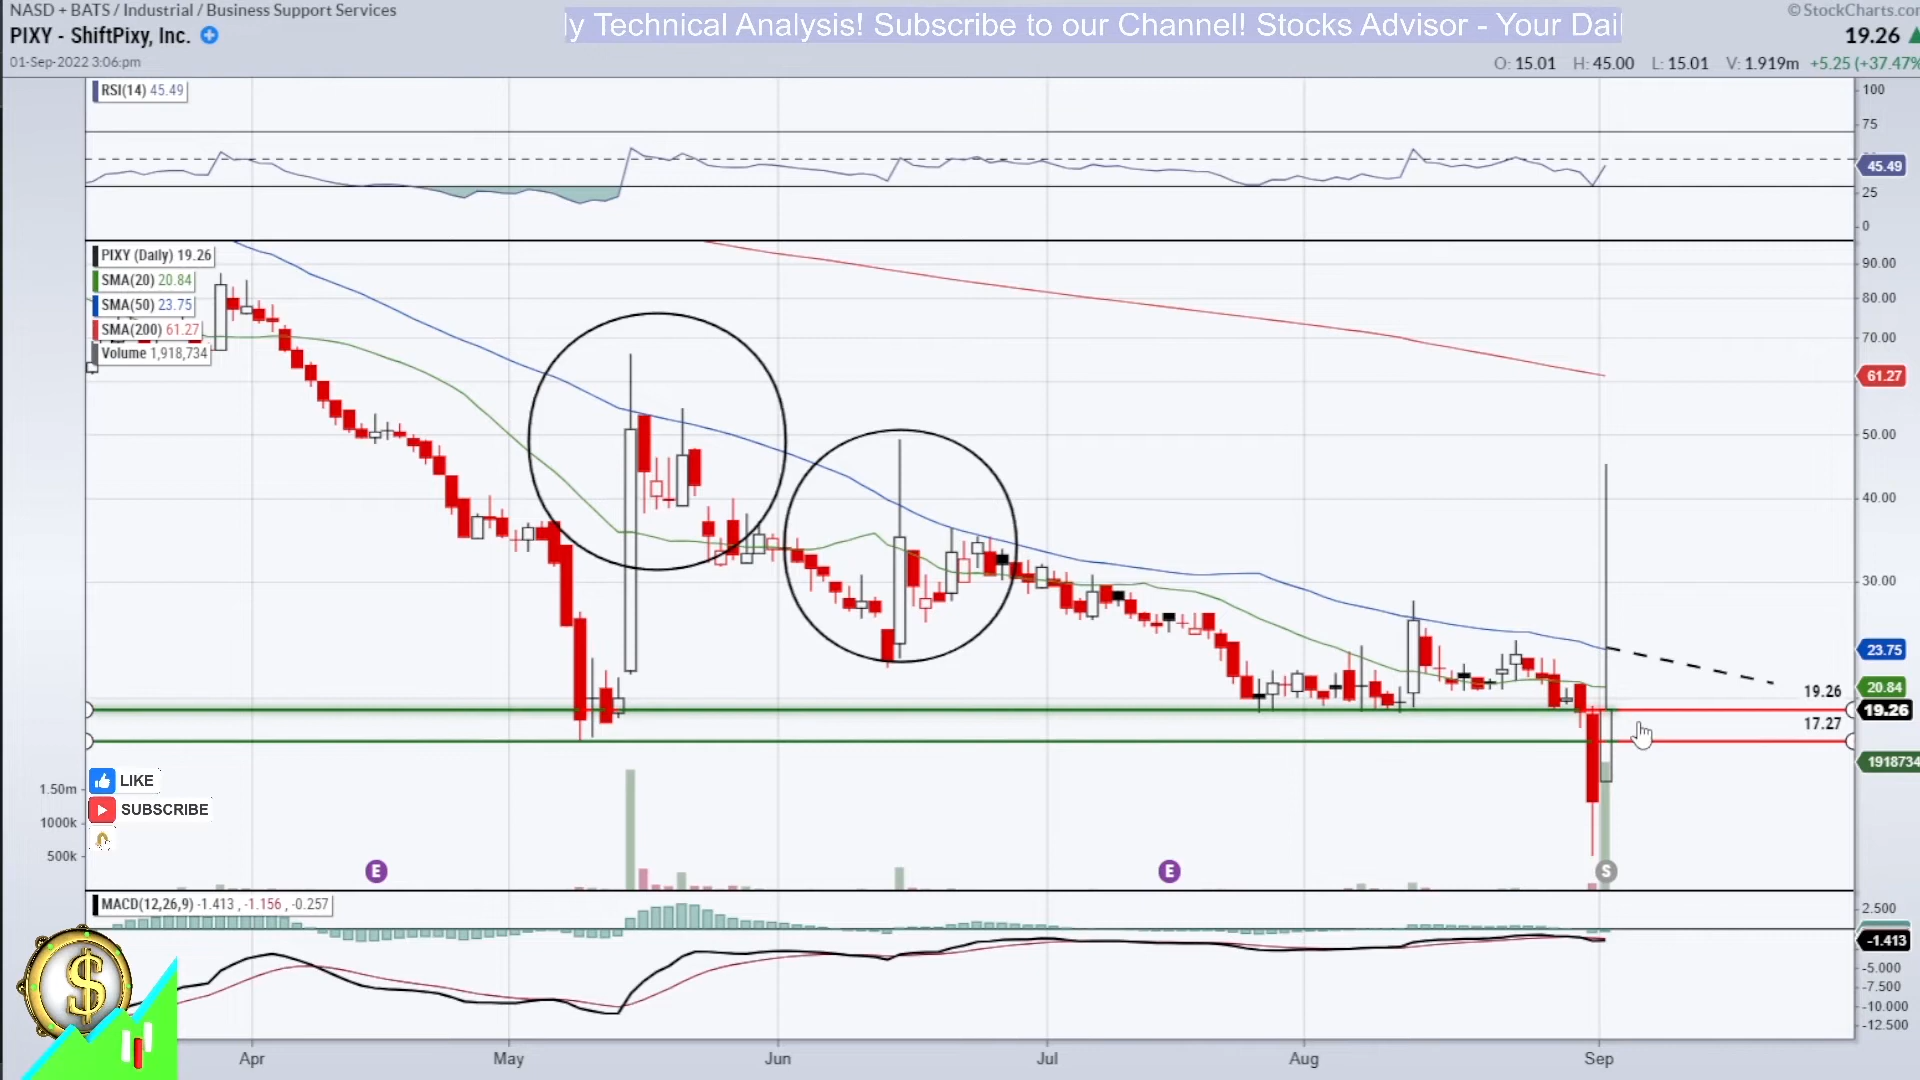 NASD + BATS / Industrial / Business Support Services
ly Technical Analysis! Subscribe to our Channel! Stocks Advisor - Your Dail
© StockCharts.com
PIXY - ShiftPixy, Inc.
19.26
01-Sep-2022 3:06:pm
O: 15.01 H: 45.00 L: 15.01 V: 1.919m +5.25 (+37.47%
RSI(14) 45.49
100
75
45.49
25
0
PIXY (Daily) 19.26
SMA(20) 20.84
SMA(50) 23.75
SMA(200) 61.27
Volume 1,918,734
90.00
80.00
70.00
61.27
50.00
40.00
30.00
23.75
20.84
19.26
19.26
17.27
1918734
1.50m
1000k
500k
LIKE
SUBSCRIBE
E
E
S
MACD(12,26,9) -1.413 , -1.156 , -0.257
2.500
-1.413
-5.000
-7.500
-10.000
-12.500
$
Apr May Jun Jul Aug Sep